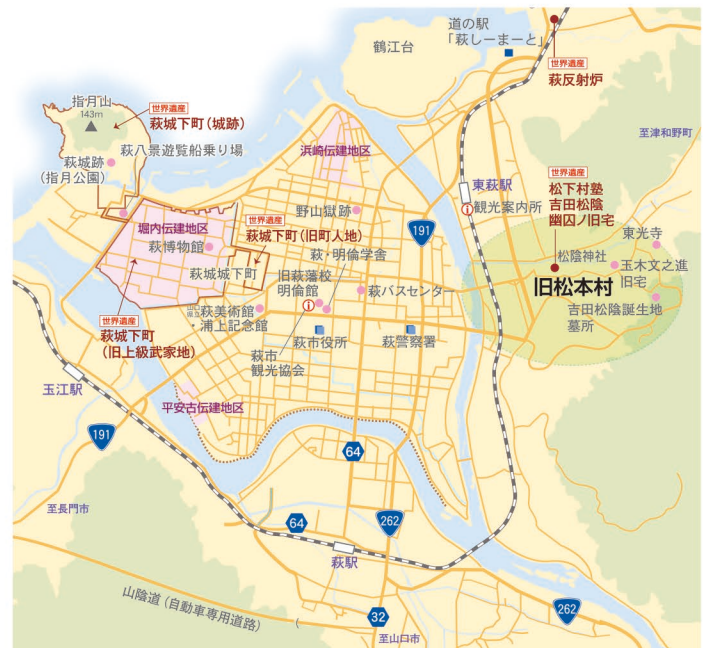 道の駅
「萩しーまーと」
鶴江台
世界遺産
萩反射炉
指月山
143m
世界遺産
萩城下町(城跡)
萩八景遊覧船乗り場
萩城跡
(指月公園)
浜崎伝建地区
至津和野町
東萩駅
観光案内所
世界遺産
松下村塾
吉田松陰
幽囚ノ旧宅
野山獄跡
堀内伝建地区
世界遺産
萩城下町(旧町人地)
191
萩博物館
萩・明倫学舎
萩城城下町
東光寺
松陰神社
玉木文之進
旧宅
旧松本村
旧萩藩校
明倫館
萩バスセンター
萩美術館
・浦上記念館
吉田松陰誕生地
墓所
世界遺産
萩城下町
(旧上級武家地)
萩市役所
萩警察署
萩市
観光協会
玉江駅
平安古伝建地区
191
64
至長門市
64
262
萩駅
山陰道(自動車専用道路)
32
262
至山口市